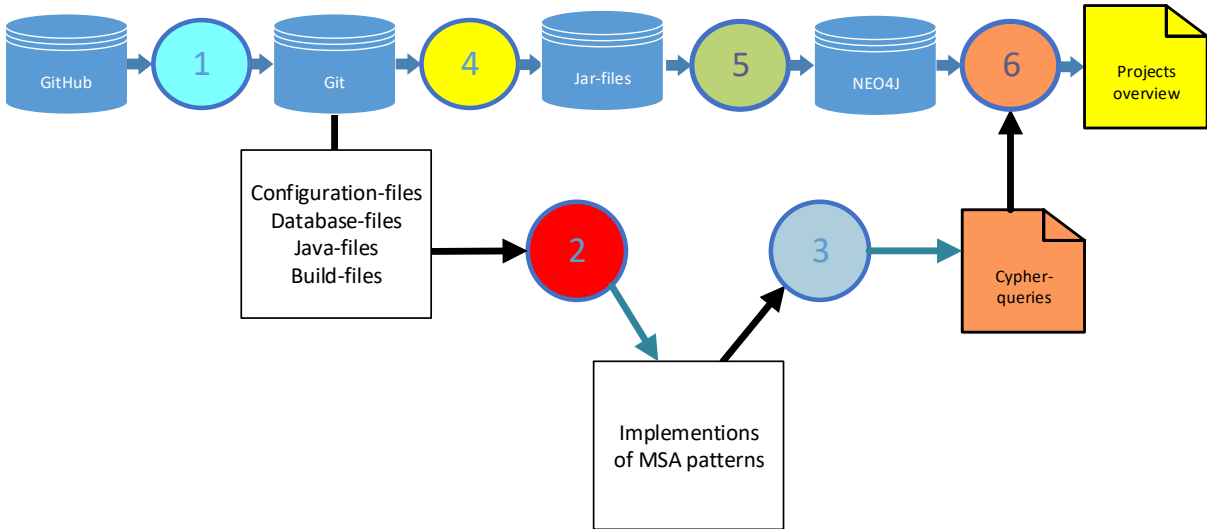 GitHub
1
Git
4
Jar-files
5
NEO4J
6
Projects
overview
Configuration-files
Database-files
Java-files
Build-files
2
3
Cypher-
queries
Implementions
of MSA patterns